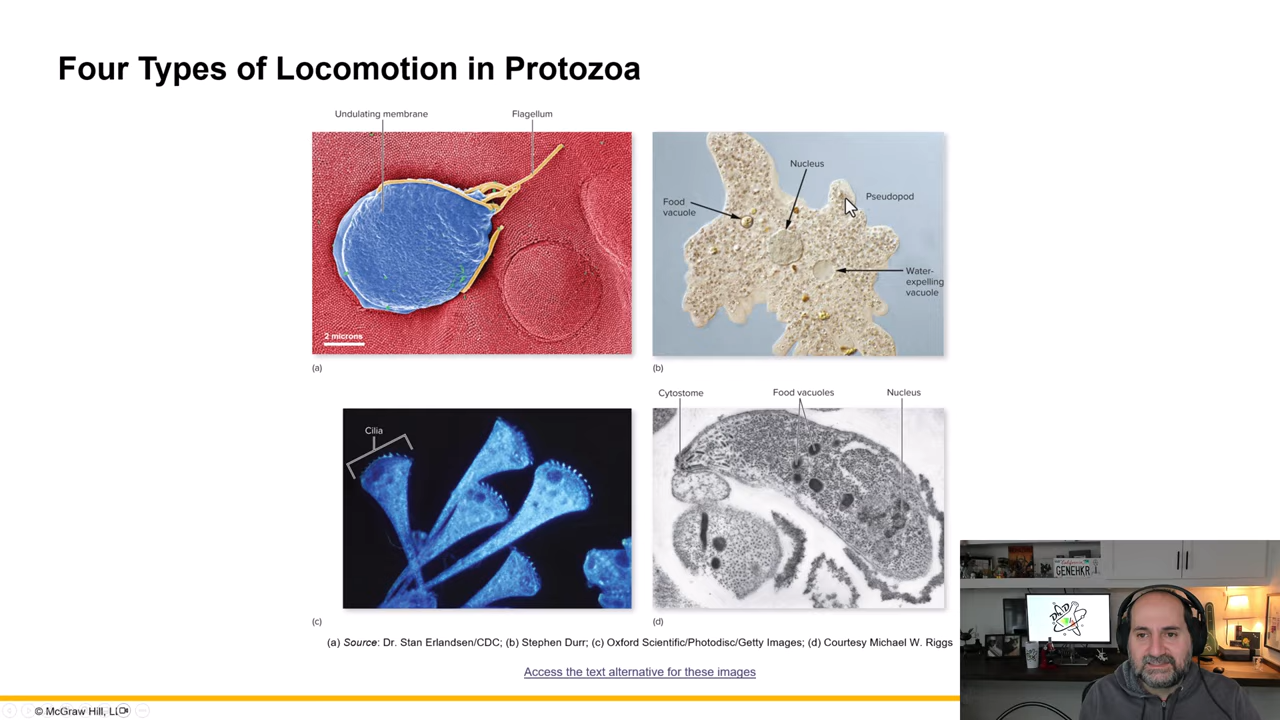 Four Types of Locomotion in Protozoa
Undulating membrane
Flagellum
2 microns
(a)
Nucleus
Food
vacuole
Pseudopod
Water-
expelling
vacuole
(b)
Cilia
(c)
Cytostome
Food vacuoles
Nucleus
(d)
(a) Source: Dr. Stan Erlandsen/CDC; (b) Stephen Durr; (c) Oxford Scientific/Photodisc/Getty Images; (d) Courtesy Michael W. Riggs
Access the text alternative for these images
© McGraw Hill,
GENEHKR